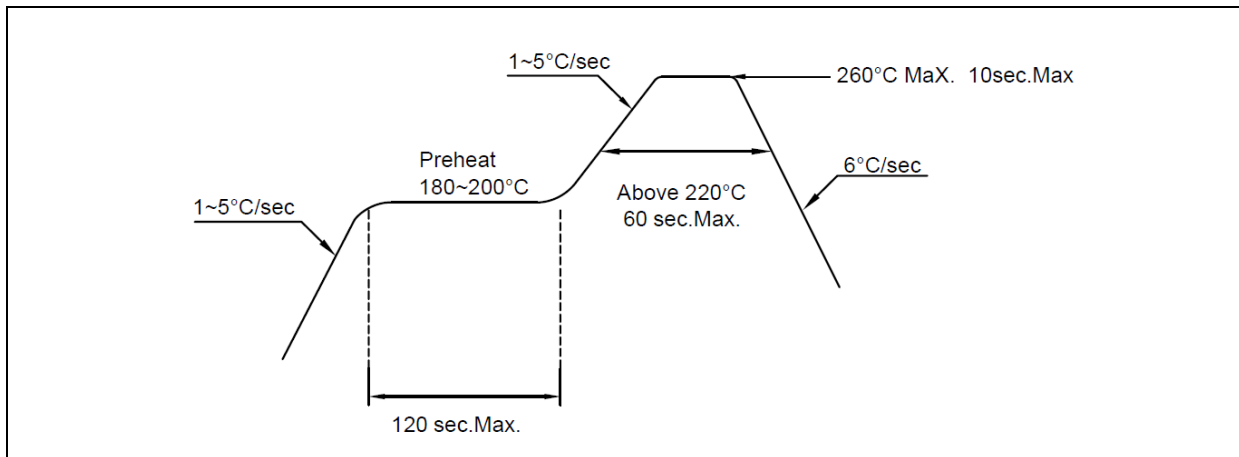 1~5°C/sec
260°C MaX. 10sec.Max
Preheat
180~200°C
6°C/sec
Above 220°C
60 sec.Max.
1~5°C/sec
120 sec.Max.